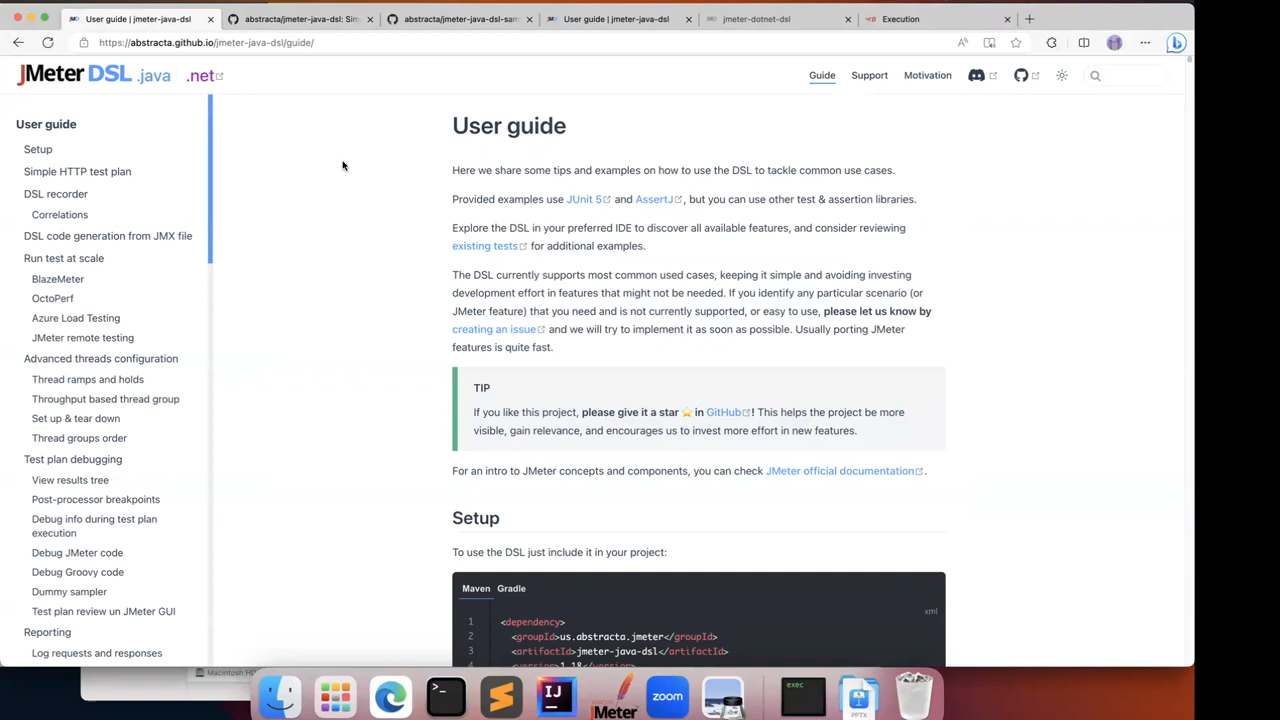 User guide | jmeter-java-dsl
abstracta/jmeter-java-dsl: Sim
abstracta/jmeter-java-dsl-sam
User guide | jmeter-java-dsl
jmeter-dotnet-dsl
Execution
https://abstracta.github.io/jmeter-java-dsl/guide/
JMeter DSL .java .net
Guide
Support
Motivation
User guide
Setup
Simple HTTP test plan
DSL recorder
Correlations
DSL code generation from JMX file
Run test at scale
BlazeMeter
OctoPerf
Azure Load Testing
JMeter remote testing
Advanced threads configuration
Thread ramps and holds
Throughput based thread group
Set up & tear down
Thread groups order
Test plan debugging
View results tree
Post-processor breakpoints
Debug info during test plan
execution
Debug JMeter code
Debug Groovy code
Dummy sampler
Test plan review un JMeter GUI
Reporting
Log requests and responses
User guide
Here we share some tips and examples on how to use the DSL to tackle common use cases.
Provided examples use JUnit 5 and AssertJ, but you can use other test & assertion libraries.
Explore the DSL in your preferred IDE to discover all available features, and consider reviewing
existing tests for additional examples.
The DSL currently supports most common used cases, keeping it simple and avoiding investing
development effort in features that might not be needed. If you identify any particular scenario (or
JMeter feature) that you need and is not currently supported, or easy to use, please let us know by
creating an issue and we will try to implement it as soon as possible. Usually porting JMeter
features is quite fast.
TIP
If you like this project, please give it a star ⭐ in GitHub! This helps the project be more
visible, gain relevance, and encourages us to invest more effort in new features.
For an intro to JMeter concepts and components, you can check JMeter official documentation.
Setup
To use the DSL just include it in your project:
Maven Gradle
xml
1 <dependency>
2 <groupId>us.abstracta.jmeter</groupId>
3 <artifactId>jmeter-java-dsl</artifactId>
4 <version>1.18</version>
Macintosh H
>_
IJ
JMeter
zoom
exec
PPTX